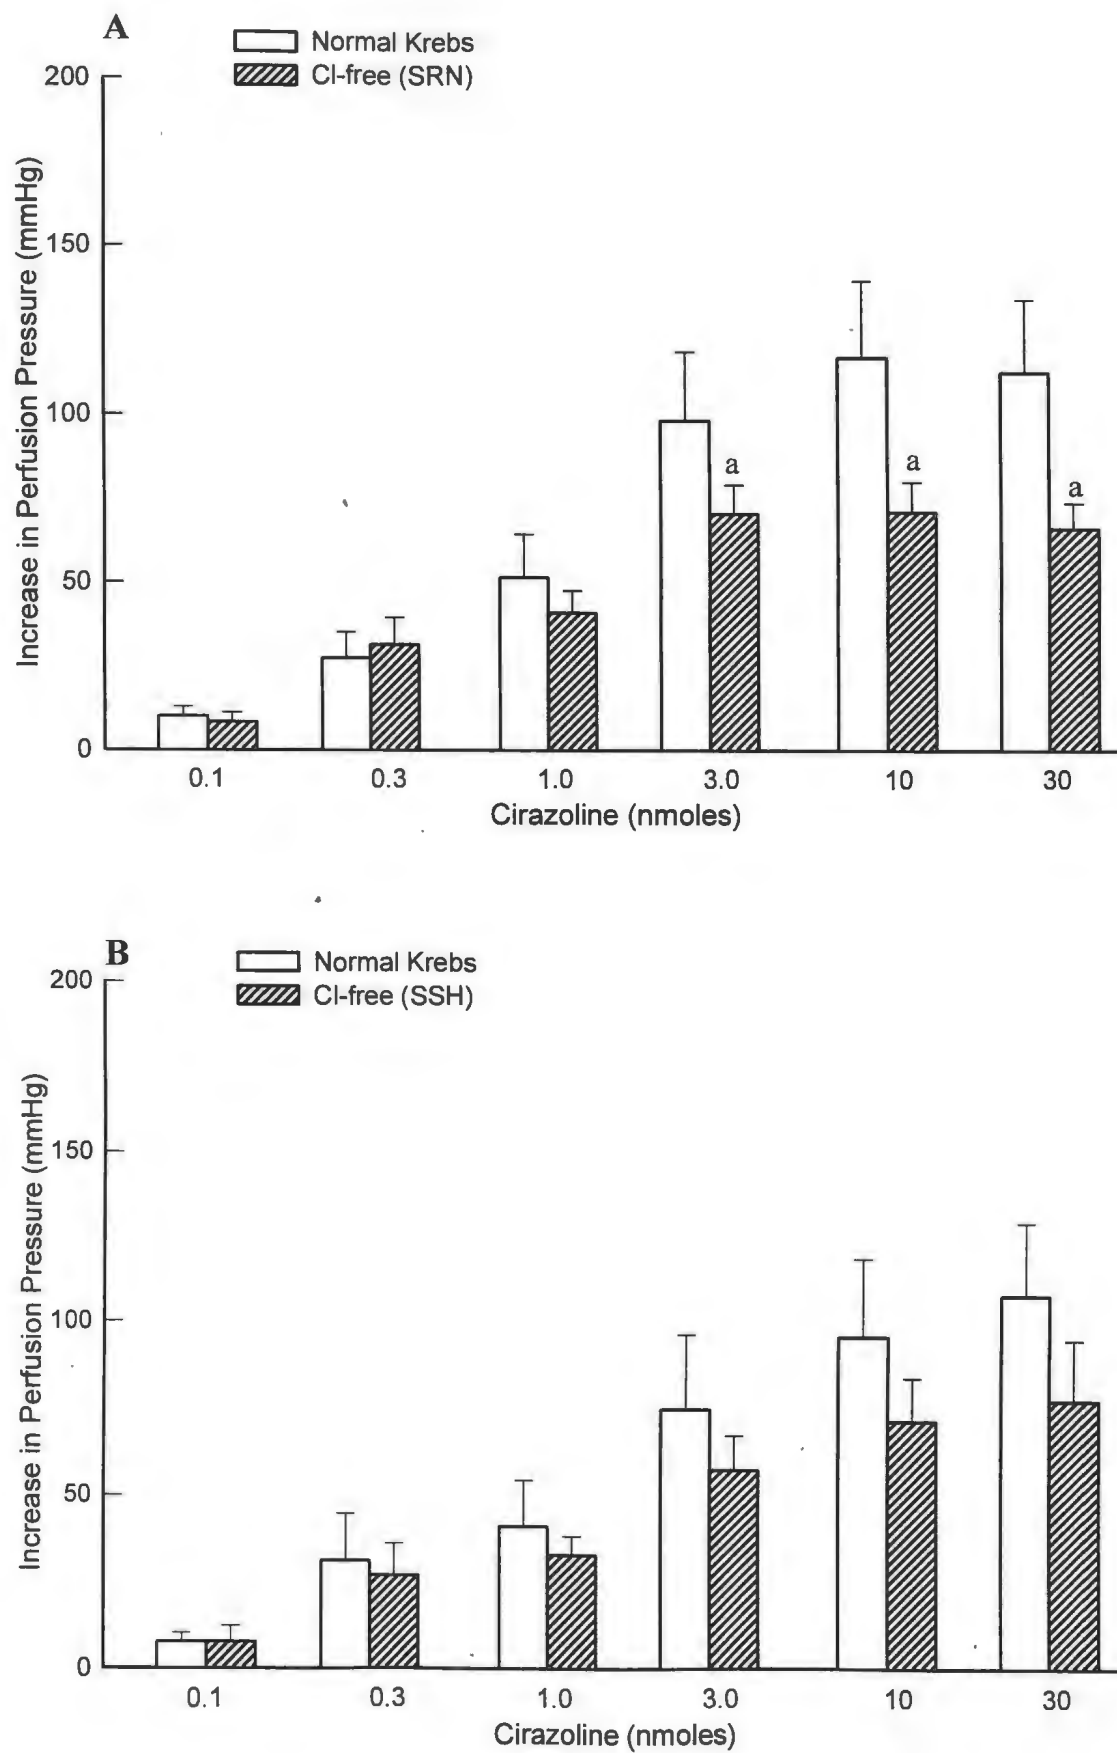 A
Normal Krebs
Cl-free (SRN)
Increase in Perfusion Pressure (mmHg)
200
150
100
50
0
a
a
a
0.1 0.3 1.0 3.0 10 30
Cirazoline (nmoles)
B
Normal Krebs
Cl-free (SSH)
Increase in Perfusion Pressure (mmHg)
200
150
100
50
0
0.1 0.3 1.0 3.0 10 30
Cirazoline (nmoles)